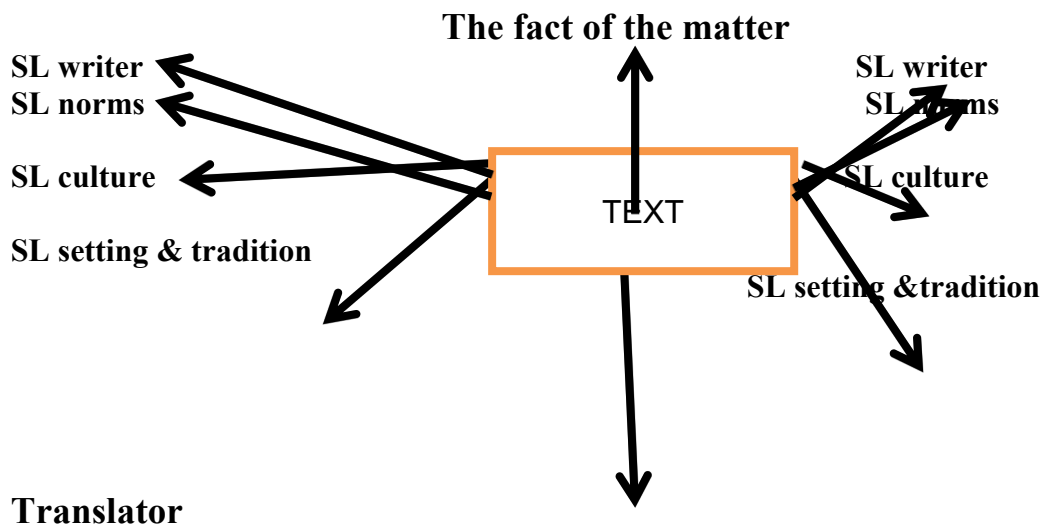 The fact of the matter
SL writer
SL norms
SL culture
SL setting & tradition
TEXT
SL writer
SL norms
SL culture
SL setting &tradition
Translator